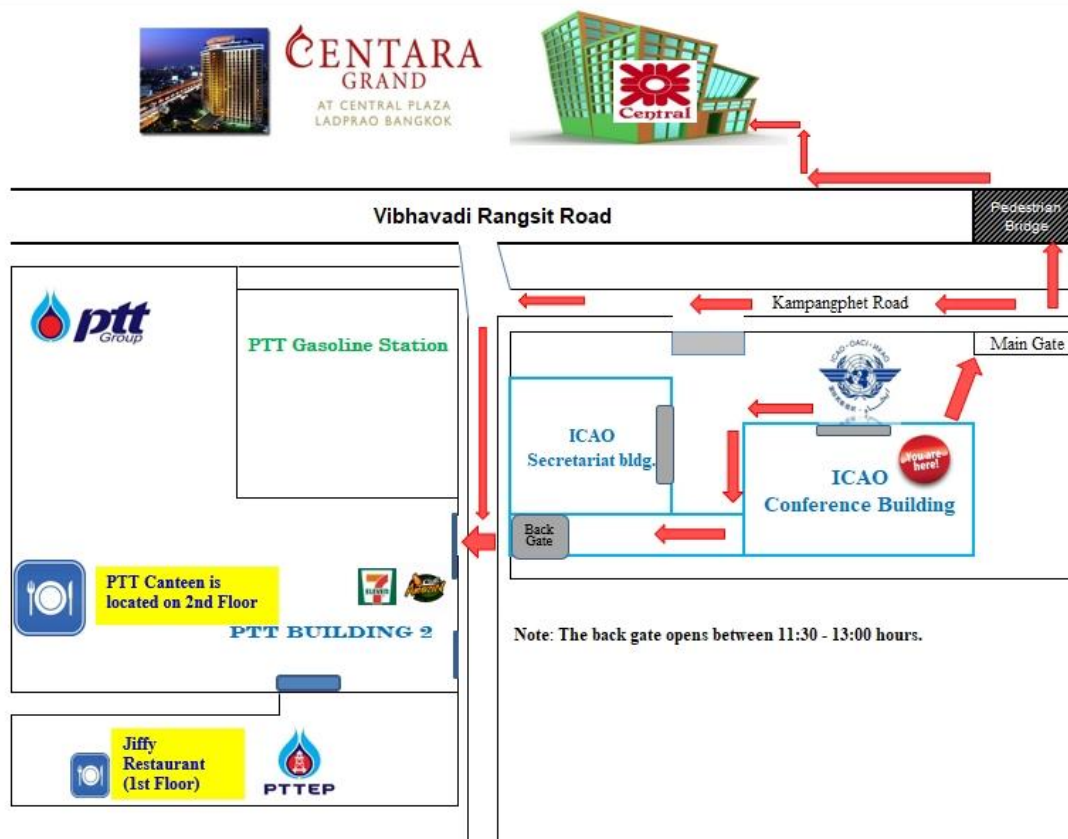 CENTARA
GRAND
AT CENTRAL PLAZA
LADPRAO BANGKOK
Central
Vibhavadi Rangsit Road
Pedestrian
Bridge
Kampangphet Road
ptt
Group
PTT Gasoline Station
Main Gate
ICAO
Secretariat bldg.
You are
here!
ICAO
Conference Building
Back
Gate
PTT Canteen is
located on 2nd Floor
7
ELEVEN
PTT BUILDING 2
Note: The back gate opens between 11:30 - 13:00 hours.
Jiffy
Restaurant
(1st Floor)
PTTEP